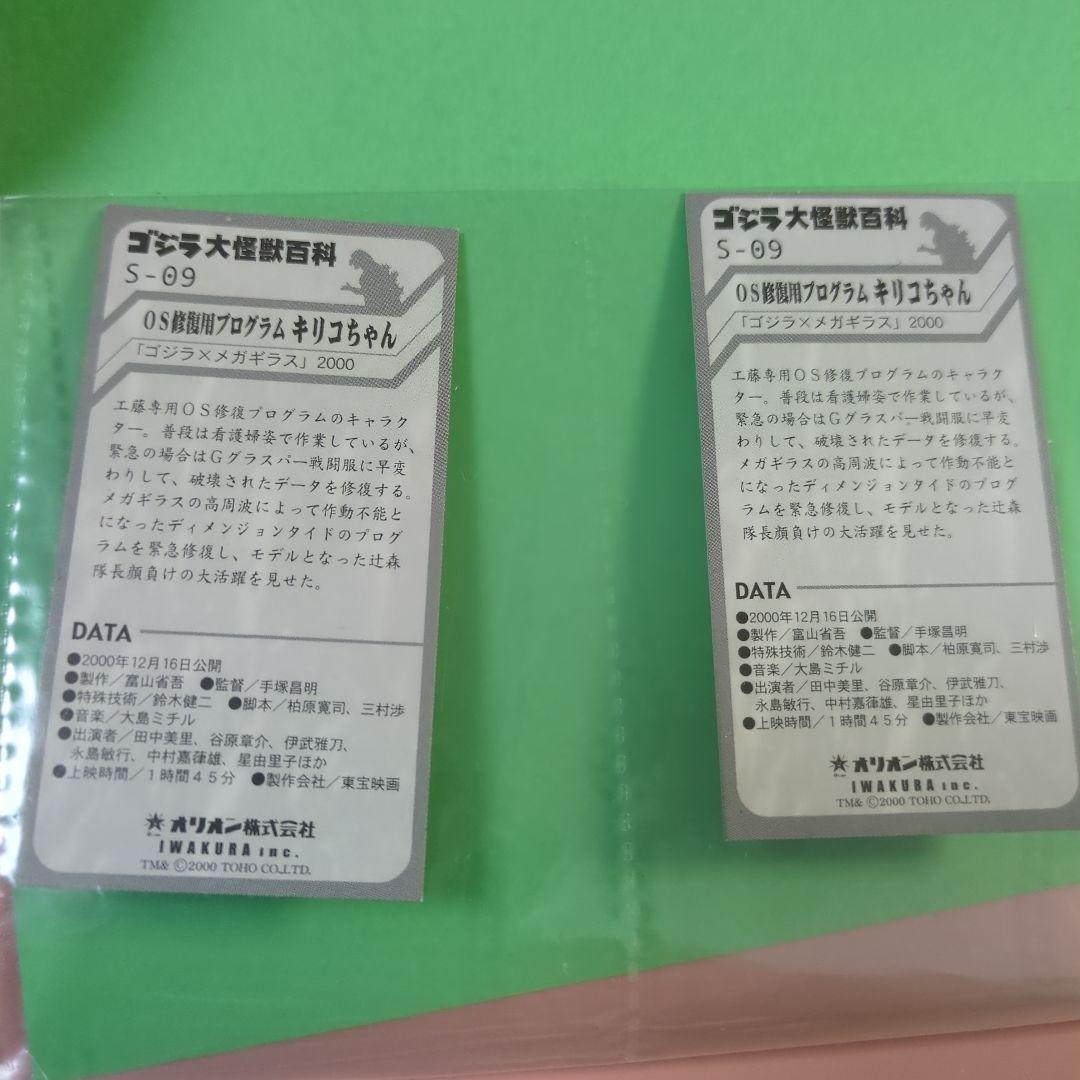 ゴジラ大怪獣百科
S-09
OS修復用プログラム キリコちゃん
「ゴジラ×メガギラス」2000
工藤専用OS修復プログラムのキャラク
ター。普段は看護婦姿で作業しているが、
緊急の場合はGグラスパー戦闘服に早変
わりして、破壊されたデータを修復する。
メガギラスの高周波によって作動不能と
になったディメンジョンタイドのプログ
ラムを緊急修復し、モデルとなった辻森
隊長顔負けの大活躍を見せた。
DATA
●2000年12月16日公開
●製作／富山省吾 ●監督／手塚昌明
●特殊技術／鈴木健二 ●脚本／柏原寛司、三村渉
●音楽／大島ミチル
●出演者／田中美里、谷原章介、伊武雅刀、
永島敏行、中村嘉葎雄、星由里子ほか
●上映時間／1時間45分 ●製作会社／東宝映画
オリオン株式会社
IWAKURA inc.
TM& ©2000 TOHO CO.,LTD.
ゴジラ大怪獣百科
S-09
OS修復用プログラム キリコちゃん
「ゴジラ×メガギラス」2000
工藤専用OS修復プログラムのキャラク
ター。普段は看護婦姿で作業しているが、
緊急の場合はGグラスパー戦闘服に早変
わりして、破壊されたデータを修復する。
メガギラスの高周波によって作動不能と
になったディメンジョンタイドのプログ
ラムを緊急修復し、モデルとなった辻森
隊長顔負けの大活躍を見せた。
DATA
●2000年12月16日公開
●製作／富山省吾 ●監督／手塚昌明
●特殊技術／鈴木健二 ●脚本／柏原寛司、三村渉
●音楽／大島ミチル
●出演者／田中美里、谷原章介、伊武雅刀、
永島敏行、中村嘉葎雄、星由里子ほか
●上映時間／1時間45分 ●製作会社／東宝映画
オリオン株式会社
IWAKURA inc.
TM& ©2000 TOHO CO.,LTD.